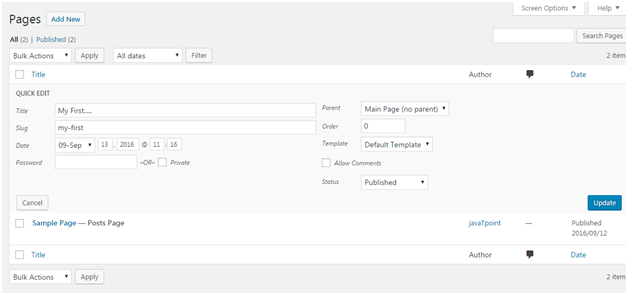 Screen Options ▼ Help ▼
Pages Add New
All (2) | Published (2)
Search Pages
Bulk Actions Apply All dates Filter
2 item
Title Author Date
QUICK EDIT
Title My First.....
Parent Main Page (no parent)
Slug my-first
Order 0
Date 09-Sep 13 , 2016 @ 11 : 16
Template Default Template
Password –OR– Private
Allow Comments
Status Published
Cancel Update
Sample Page — Posts Page javaTpoint — Published
2016/09/12
Title Author Date
Bulk Actions Apply
2 item